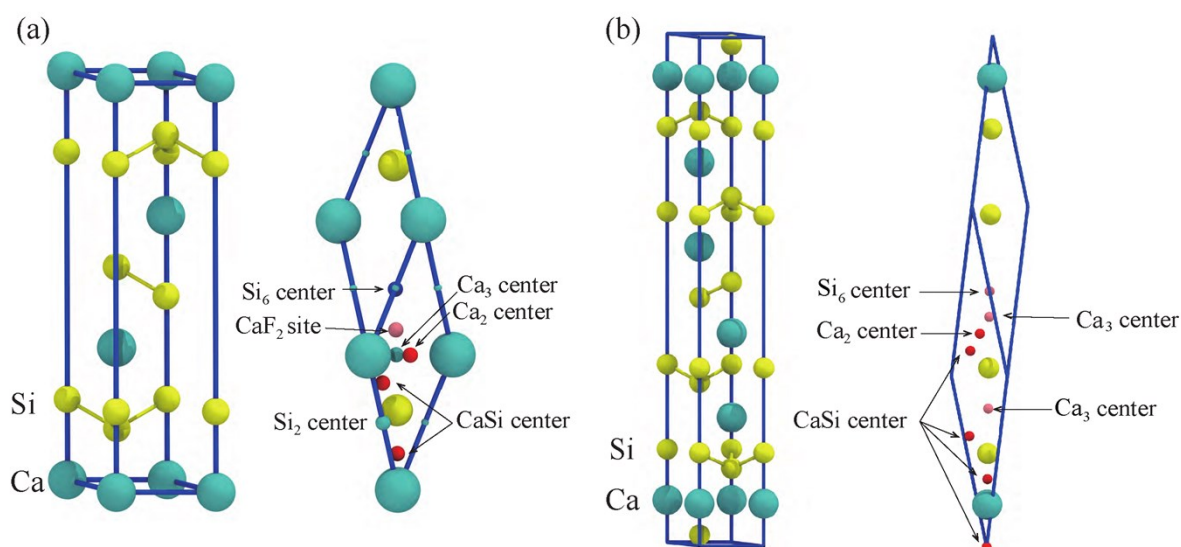 (a)
(b)
Si₆ center
CaF₂ site
Ca₃ center
Ca₂ center
Si₂ center
CaSi center
Si
Ca
Si₆ center
Ca₂ center
Ca₃ center
CaSi center
Ca₃ center
Si
Ca